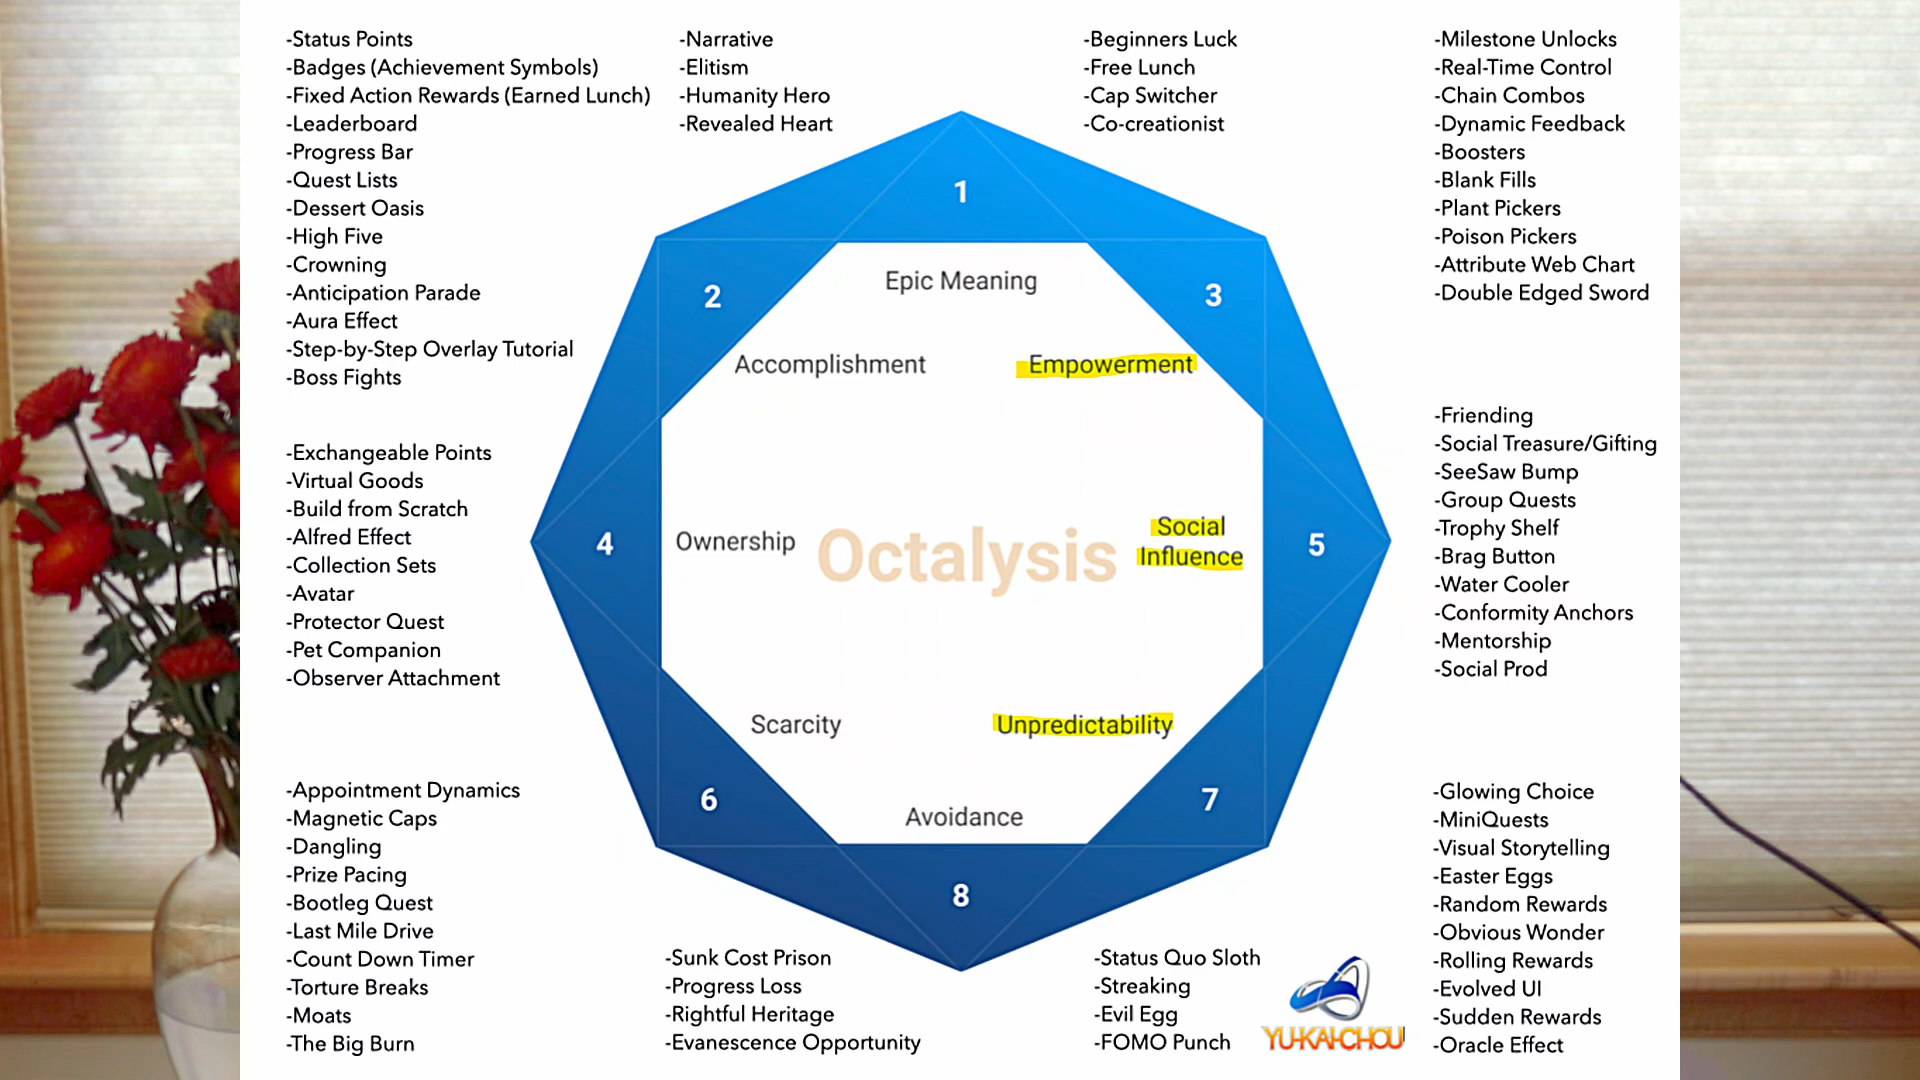 -Status Points
-Badges (Achievement Symbols)
-Fixed Action Rewards (Earned Lunch)
-Leaderboard
-Progress Bar
-Quest Lists
-Dessert Oasis
-High Five
-Crowning
-Anticipation Parade
-Aura Effect
-Step-by-Step Overlay Tutorial
-Boss Fights
-Narrative
-Elitism
-Humanity Hero
-Revealed Heart
-Beginners Luck
-Free Lunch
-Cap Switcher
-Co-creationist
-Milestone Unlocks
-Real-Time Control
-Chain Combos
-Dynamic Feedback
-Boosters
-Blank Fills
-Plant Pickers
-Poison Pickers
-Attribute Web Chart
-Double Edged Sword
1
2
Epic Meaning
3
Accomplishment
Empowerment
-Exchangeable Points
-Virtual Goods
-Build from Scratch
-Alfred Effect
-Collection Sets
-Avatar
-Protector Quest
-Pet Companion
-Observer Attachment
4
Ownership
Octalysis
Social
Influence
5
-Friending
-Social Treasure/Gifting
-SeeSaw Bump
-Group Quests
-Trophy Shelf
-Brag Button
-Water Cooler
-Conformity Anchors
-Mentorship
-Social Prod
Scarcity
Unpredictability
6
Avoidance
7
8
-Appointment Dynamics
-Magnetic Caps
-Dangling
-Prize Pacing
-Bootleg Quest
-Last Mile Drive
-Count Down Timer
-Torture Breaks
-Moats
-The Big Burn
-Sunk Cost Prison
-Progress Loss
-Rightful Heritage
-Evanescence Opportunity
-Status Quo Sloth
-Streaking
-Evil Egg
-FOMO Punch
YU-KAI-CHOU
-Glowing Choice
-MiniQuests
-Visual Storytelling
-Easter Eggs
-Random Rewards
-Obvious Wonder
-Rolling Rewards
-Evolved UI
-Sudden Rewards
-Oracle Effect